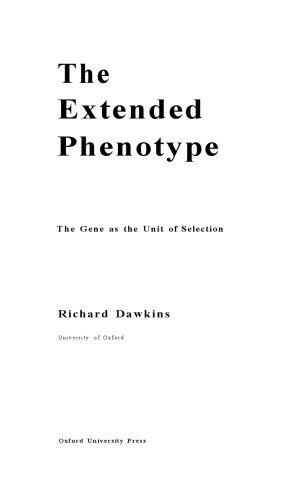 The
Extended
Phenotype
The Gene as the Unit of Selection
Richard Dawkins
University of Oxford
Oxford University Press